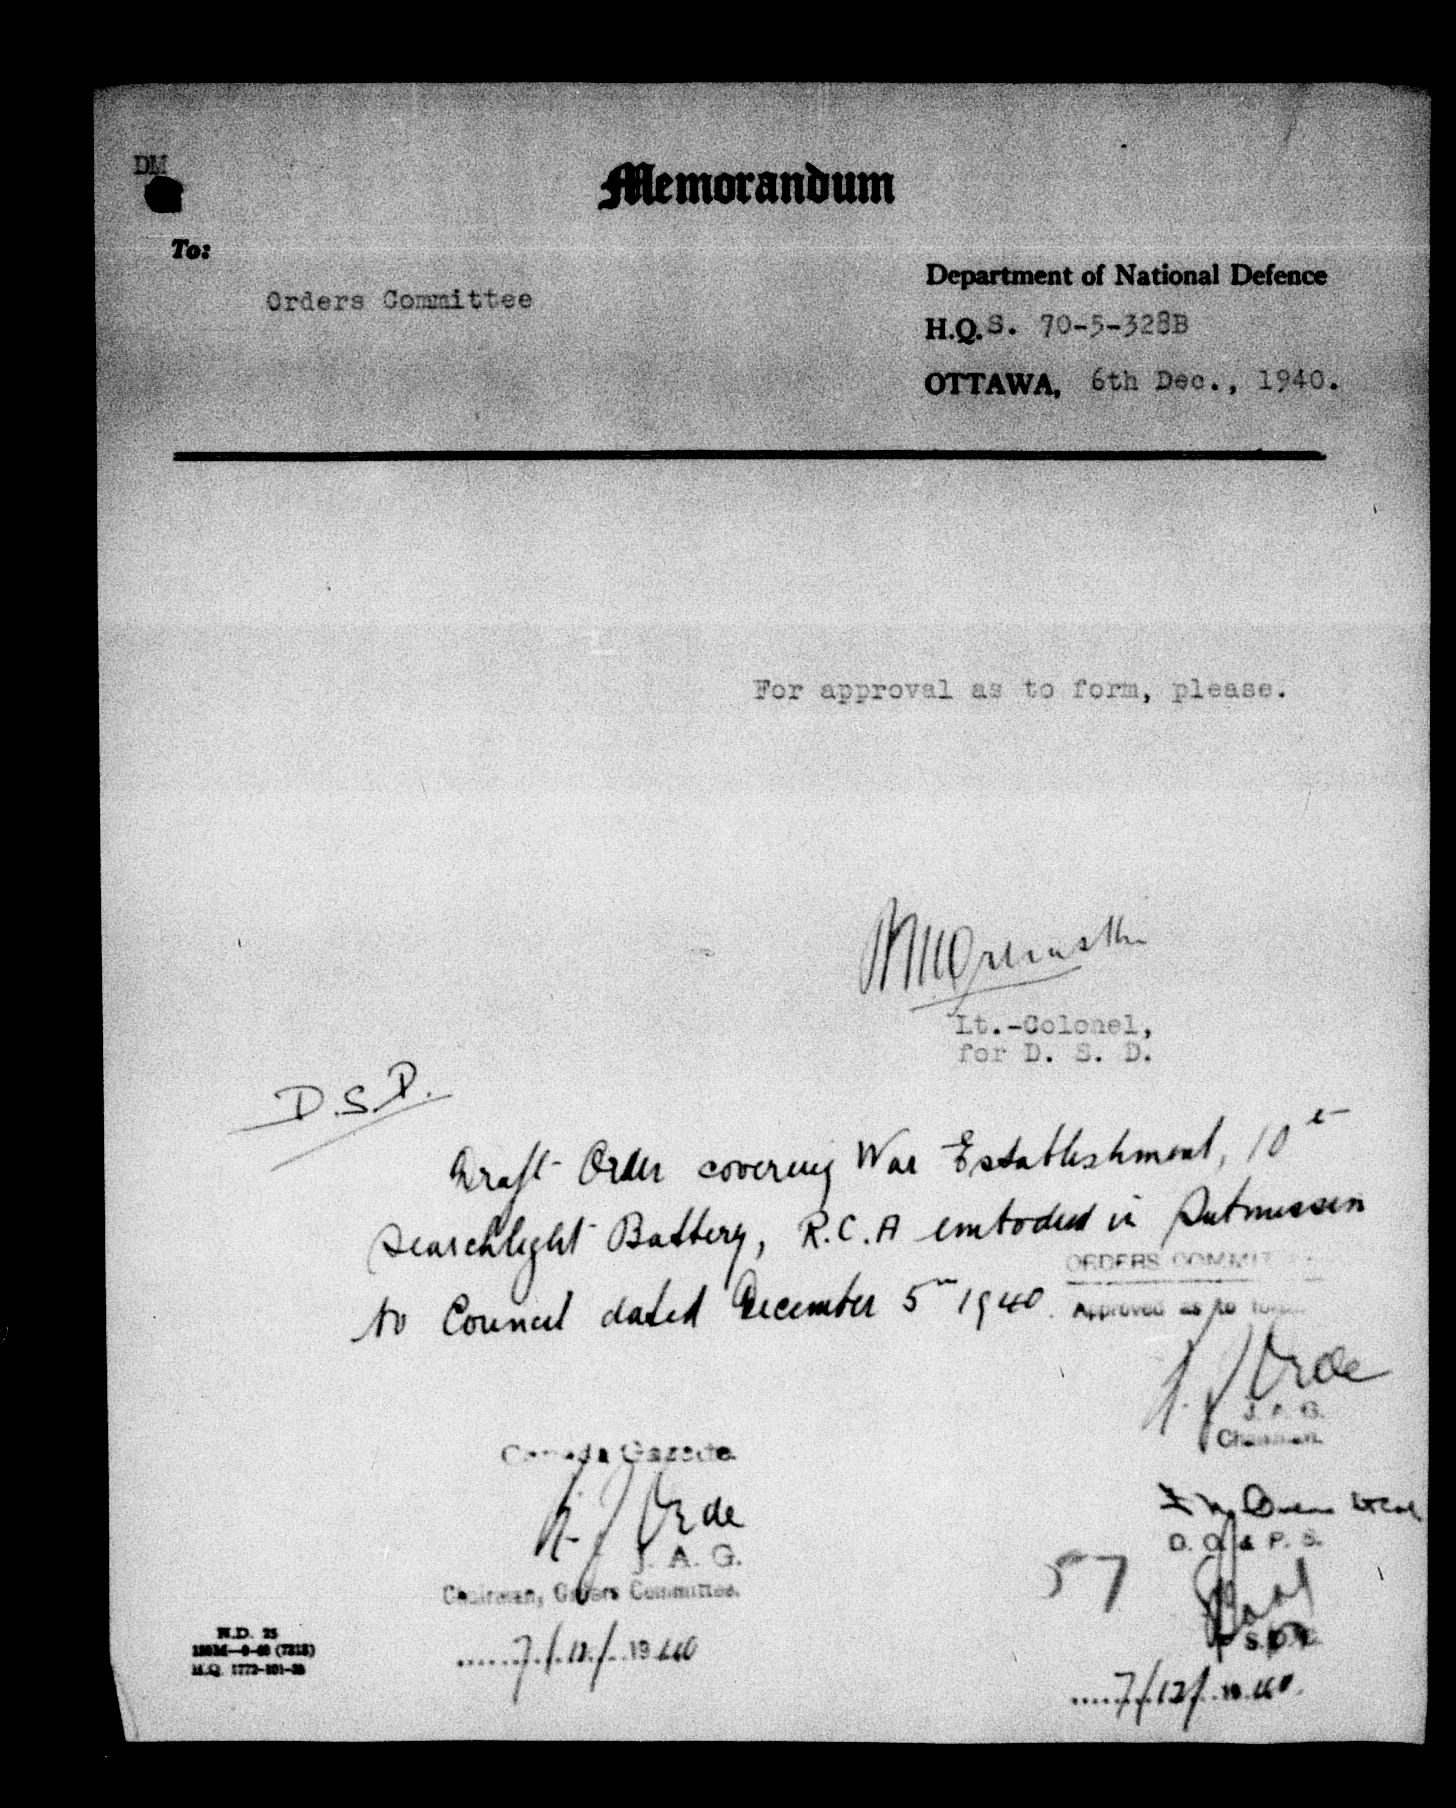 DM
Memorandum
To:
Orders Committee
Department of National Defence
H.Q.S. 70-5-328B
OTTAWA, 6th Dec., 1940.
For approval as to form, please.
Lt.-Colonel,
for D. S. D.
D.S.D.
Draft Order covering War Establishment, 10th
Searchlight Battery, R.C.A embodied in Submission
to Council dated December 5th 1940.
ORDERS COMMITTEE
Approved as to form
J. A. G.
Chairman.
Canada Gazette
J. A. G.
Chairman, Orders Committee.
7/12/1940
D. O. & P. S.
57
7/12/1940.
N.D. 25
H.Q. 1772-